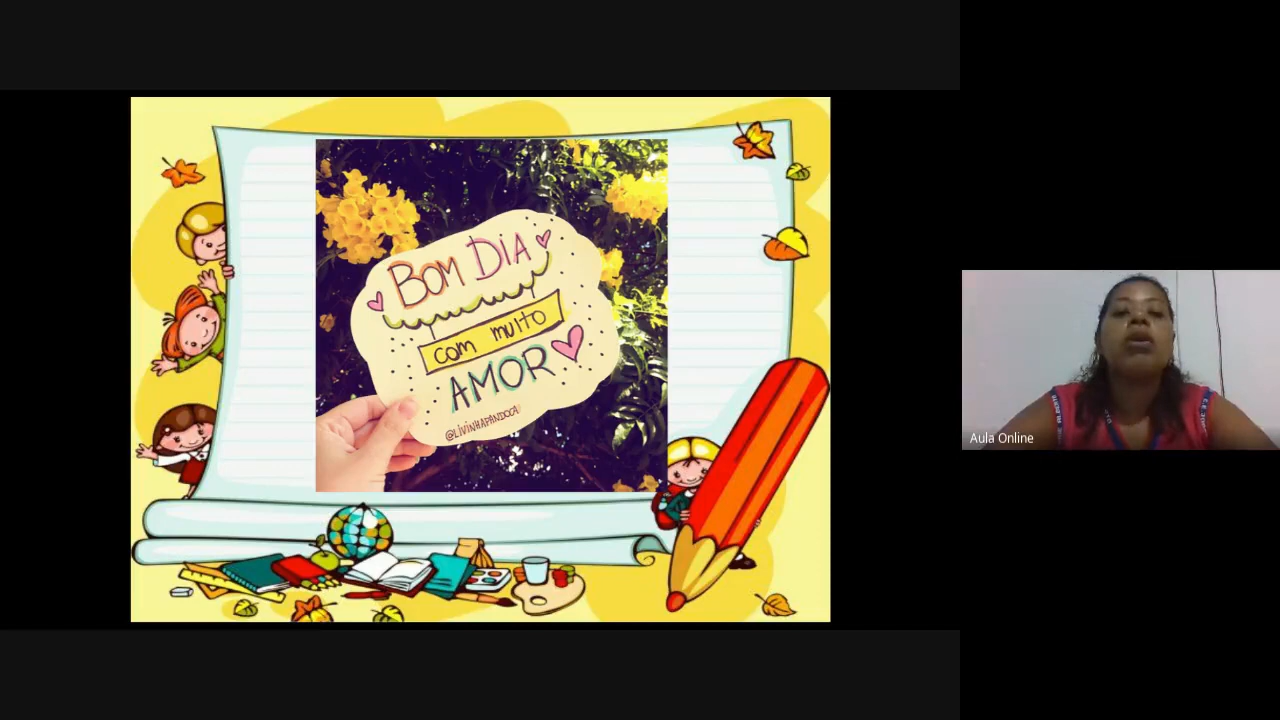 BOM DIA
com muito
AMOR
@LIVINHAPANDOCA
Aula Online